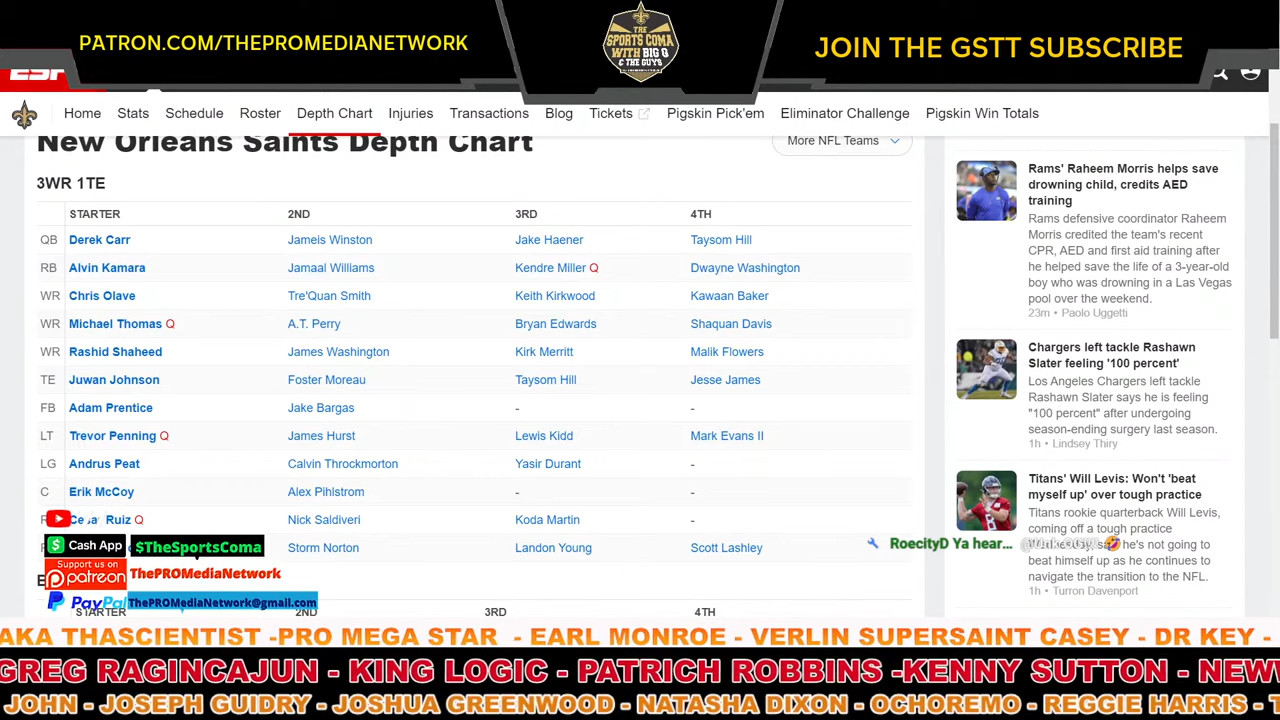 PATRON.COM/THEPROMEDIANETWORK
THE
SPORTS COMA
WITH BIG Q
& THE GUYS
JOIN THE GSTT SUBSCRIBE
Home Stats Schedule Roster Depth Chart Injuries Transactions Blog Tickets Pigskin Pick'em Eliminator Challenge Pigskin Win Totals
New Orleans Saints Depth Chart
More NFL Teams
3WR 1TE
STARTER 2ND 3RD 4TH
QB Derek Carr Jameis Winston Jake Haener Taysom Hill
RB Alvin Kamara Jamaal Williams Kendre Miller Q Dwayne Washington
WR Chris Olave Tre'Quan Smith Keith Kirkwood Kawaan Baker
WR Michael Thomas Q A.T. Perry Bryan Edwards Shaquan Davis
WR Rashid Shaheed James Washington Kirk Merritt Malik Flowers
TE Juwan Johnson Foster Moreau Taysom Hill Jesse James
FB Adam Prentice Jake Bargas - -
LT Trevor Penning Q James Hurst Lewis Kidd Mark Evans II
LG Andrus Peat Calvin Throckmorton Yasir Durant -
C Erik McCoy Alex Pihlstrom - -
Ruiz Q Nick Saldiveri Koda Martin -
Storm Norton Landon Young Scott Lashley
STARTER 2ND 3RD 4TH
Rams' Raheem Morris helps save
drowning child, credits AED
training
Rams defensive coordinator Raheem
Morris credited the team's recent
CPR, AED and first aid training after
he helped save the life of a 3-year-old
boy who was drowning in a Las Vegas
pool over the weekend.
23m • Paolo Uggetti
Chargers left tackle Rashawn
Slater feeling '100 percent'
Los Angeles Chargers left tackle
Rashawn Slater says he is feeling
"100 percent" after undergoing
season-ending surgery last season.
1h • Lindsey Thiry
Titans' Will Levis: Won't 'beat
myself up' over tough practice
Titans rookie quarterback Will Levis,
coming off a tough practice
he's not going to
beat himself up as he continues to
navigate the transition to the NFL.
1h • Turron Davenport
RoecityD Ya hear...
Cash App $TheSportsComa
Support us on
patreon ThePROMediaNetwork
PayPal ThePROMediaNetwork@gmail.com
AKA THASCIENTIST -PRO MEGA STAR - EARL MONROE - VERLIN SUPERSAINT CASEY - DR KEY -
GREG RAGINCAJUN - KING LOGIC - PATRICH ROBBINS -KENNY SUTTON - NEW
JOHN - JOSEPH GUIDRY - JOSHUA GREENWOOD - NATASHA DIXON - OCHOREMO - REGGIE HARRIS -